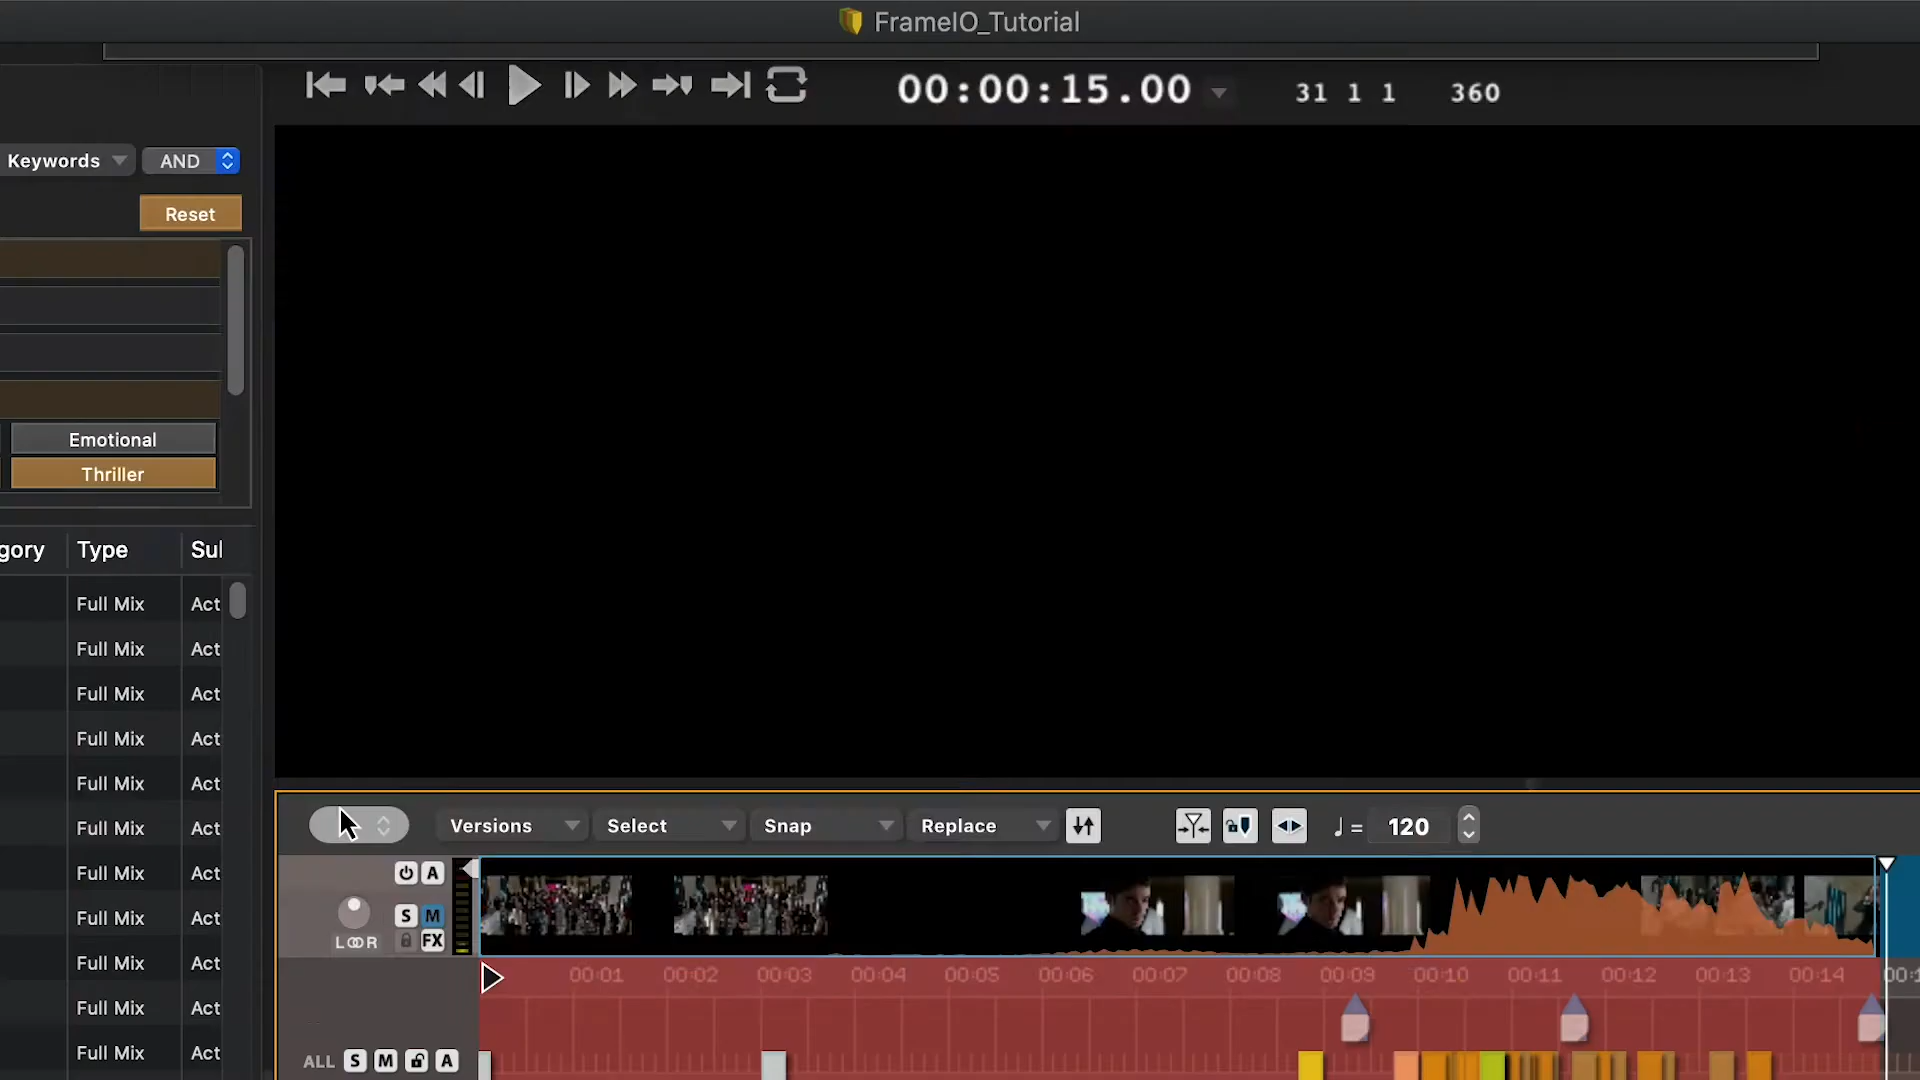 FrameIO_Tutorial
00:00:15.00 31 1 1 360
Keywords AND
Reset
Emotional
Thriller
gory Type Sul
Full Mix Act
Full Mix Act
Full Mix Act
Full Mix Act
Full Mix Act
Full Mix Act
Full Mix Act
Full Mix Act
Full Mix Act
Full Mix Act
Full Mix Act
Versions Select Snap Replace ♩ = 120
A
S M
L R FX
00:01 00:02 00:03 00:04 00:05 00:06 00:07 00:08 00:09 00:10 00:11 00:12 00:13 00:14 00:1
ALL S M A